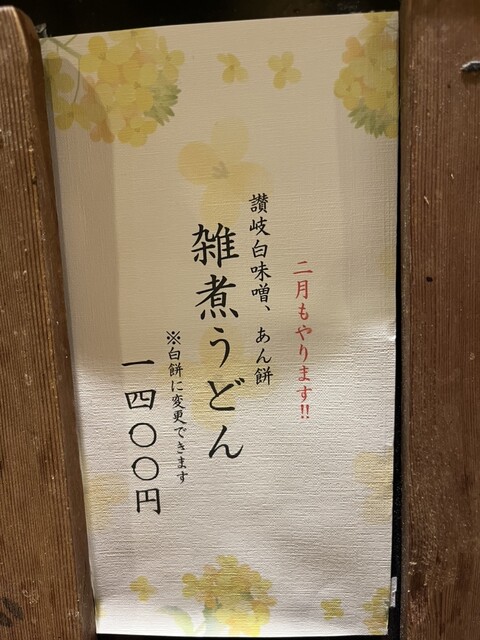 二月もやります!!
讃岐白味噌、あん餅
雑煮うどん
※白餅に変更できます
一四〇〇円